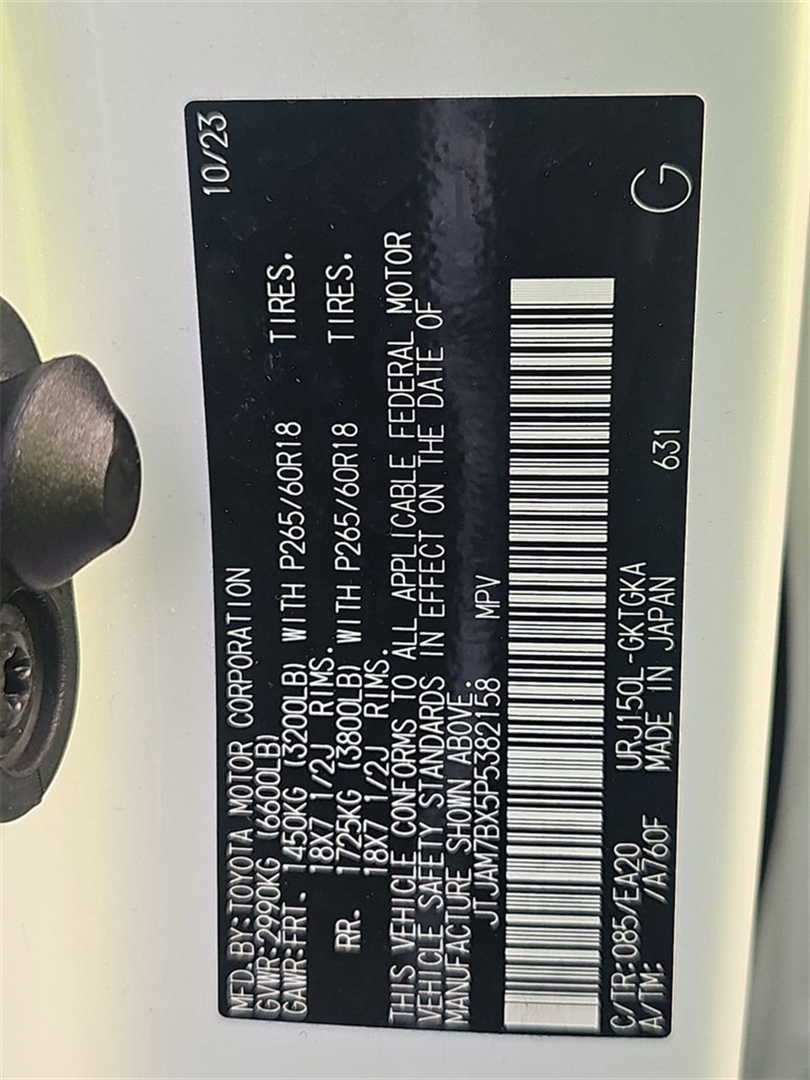 MFD.BY:TOYOTA MOTOR CORPORATION 10/23
GVWR:2990KG (6600LB)
GAWR:FRT. 1450KG (3200LB) WITH P265/60R18 TIRES.
18X7 1/2J RIMS.
RR. 1725KG (3800LB) WITH P265/60R18 TIRES.
18X7 1/2J RIMS.
THIS VEHICLE CONFORMS TO ALL APPLICABLE FEDERAL MOTOR
VEHICLE SAFETY STANDARDS IN EFFECT ON THE DATE OF
MANUFACTURE SHOWN ABOVE.
JTJAM7BX5P5382158 MPV
C/TR:085/EA20 URJ150L-GKTGKA
A/TM: /A760F MADE IN JAPAN 631 G